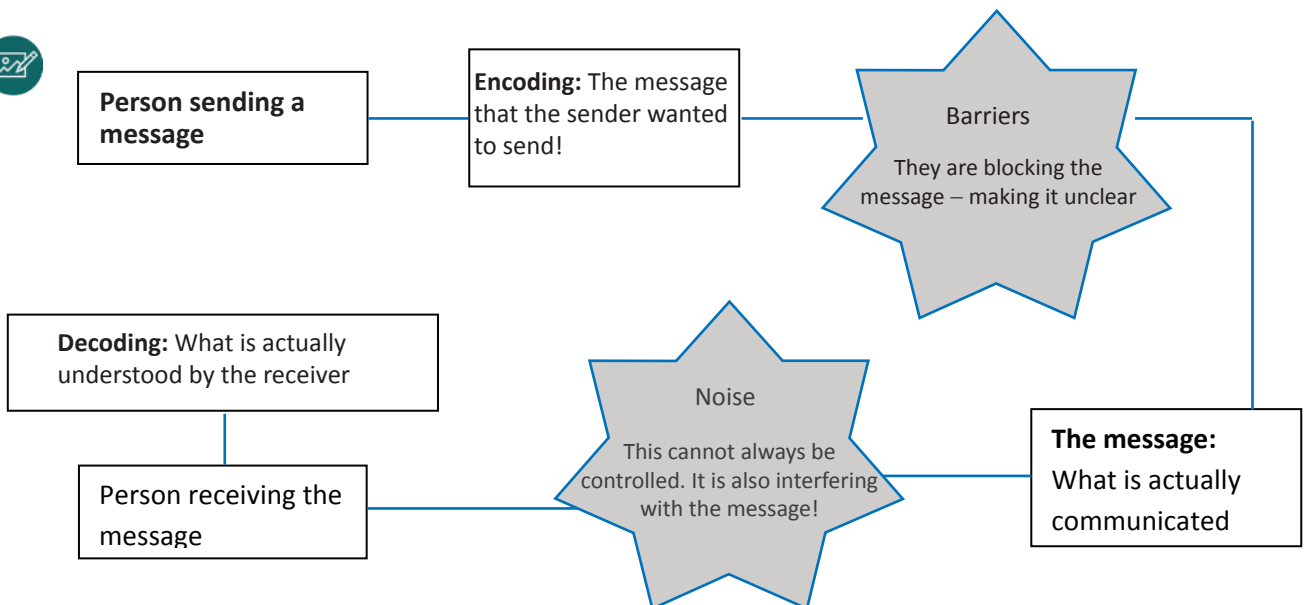 Person sending a
message
Encoding: The message
that the sender wanted
to send!
Barriers
They are blocking the
message – making it unclear
The message:
What is actually
communicated
Noise
This cannot always be
controlled. It is also interfering
with the message!
Person receiving the
message
Decoding: What is actually
understood by the receiver